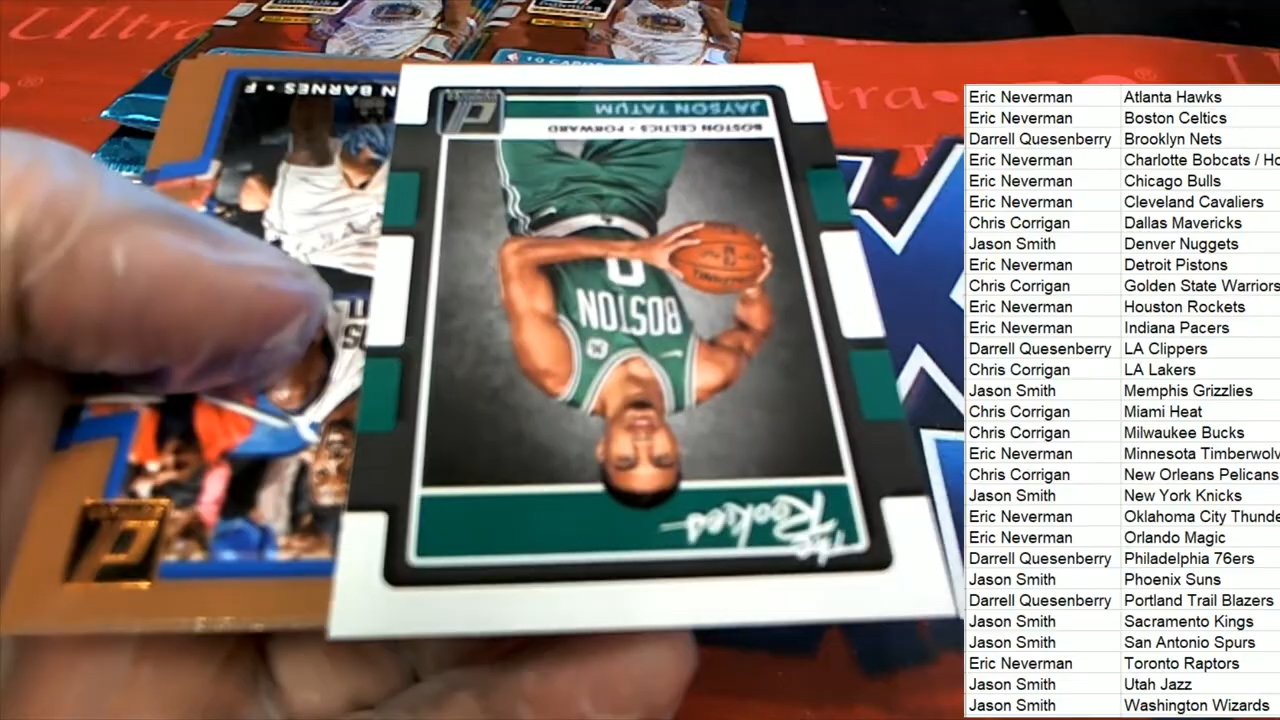 Ultra
10 CARDS
tra
N BARNES • F
JAYSON TATUM
BOSTON CELTICS • FORWARD
0
BOSTON
The Rookies
Eric Neverman Atlanta Hawks
Eric Neverman Boston Celtics
Darrell Quesenberry Brooklyn Nets
Eric Neverman Charlotte Bobcats / Ho
Eric Neverman Chicago Bulls
Eric Neverman Cleveland Cavaliers
Chris Corrigan Dallas Mavericks
Jason Smith Denver Nuggets
Eric Neverman Detroit Pistons
Chris Corrigan Golden State Warriors
Eric Neverman Houston Rockets
Eric Neverman Indiana Pacers
Darrell Quesenberry LA Clippers
Chris Corrigan LA Lakers
Jason Smith Memphis Grizzlies
Chris Corrigan Miami Heat
Chris Corrigan Milwaukee Bucks
Eric Neverman Minnesota Timberwolv
Chris Corrigan New Orleans Pelicans
Jason Smith New York Knicks
Eric Neverman Oklahoma City Thunde
Eric Neverman Orlando Magic
Darrell Quesenberry Philadelphia 76ers
Jason Smith Phoenix Suns
Darrell Quesenberry Portland Trail Blazers
Jason Smith Sacramento Kings
Jason Smith San Antonio Spurs
Eric Neverman Toronto Raptors
Jason Smith Utah Jazz
Jason Smith Washington Wizards